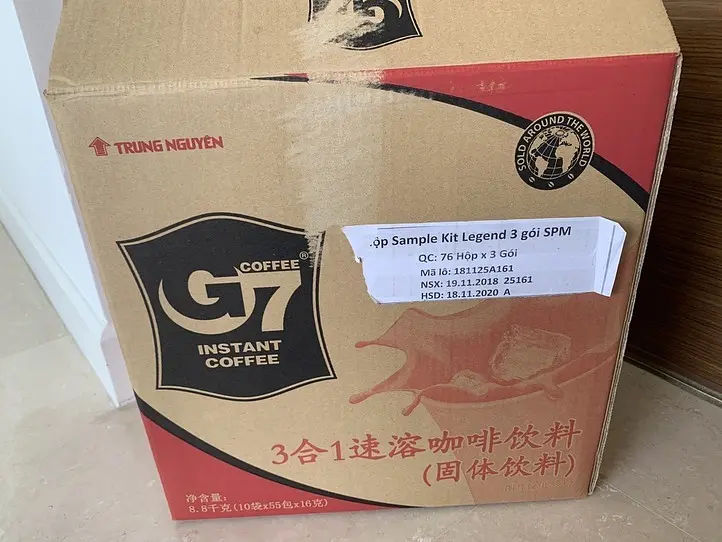 TRUNG NGUYÊN
SOLD AROUND THE WORLD
COFFEE
G7®
INSTANT
COFFEE
ộp Sample Kit Legend 3 gói SPM
QC: 76 Hộp x 3 Gói
Mã lô: 181125A161
NSX: 19.11.2018 25161
HSD: 18.11.2020 A
3合1速溶咖啡饮料
(固体饮料)
净含量:
8.8千克(10袋x55包x16克)